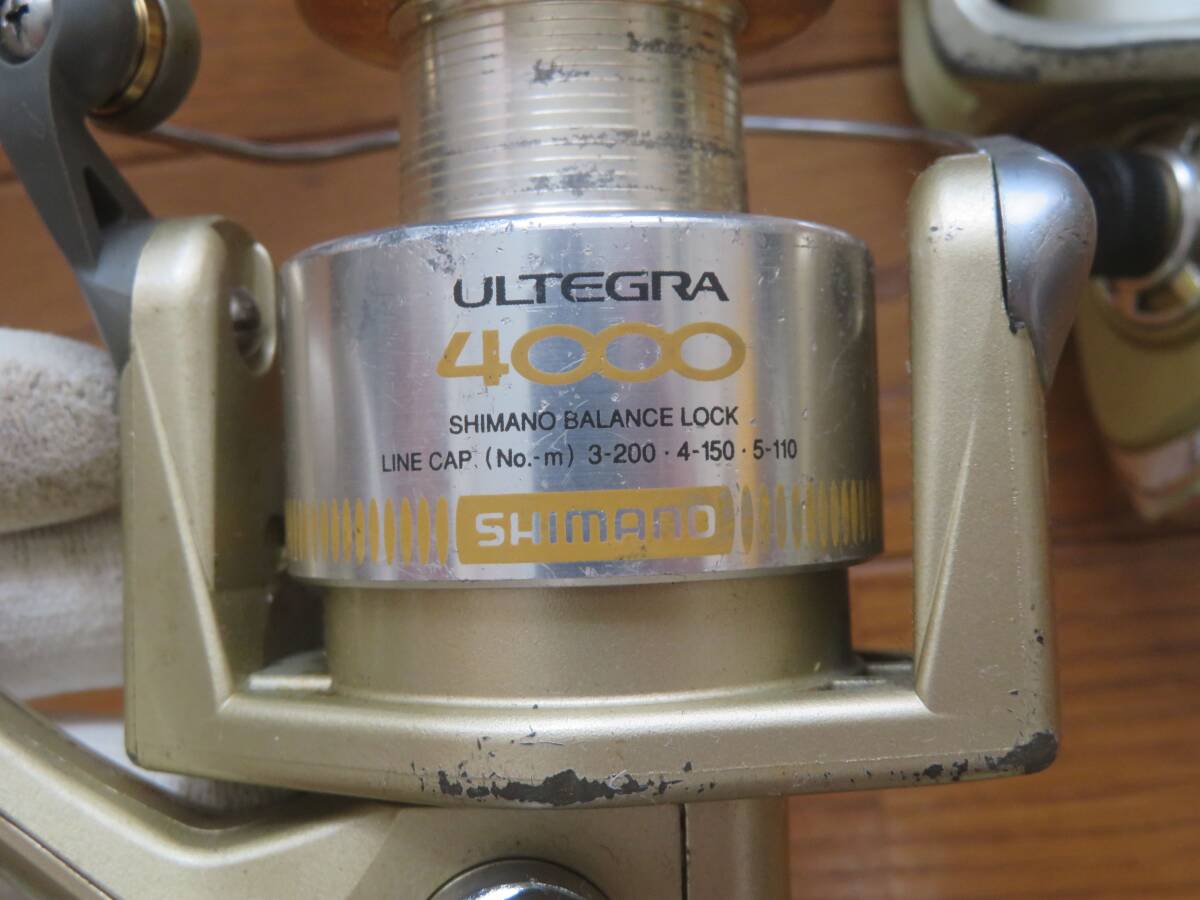 ULTEGRA
4000
SHIMANO BALANCE LOCK
LINE CAP (No.-m) 3-200・4-150・5-110
SHIMANO